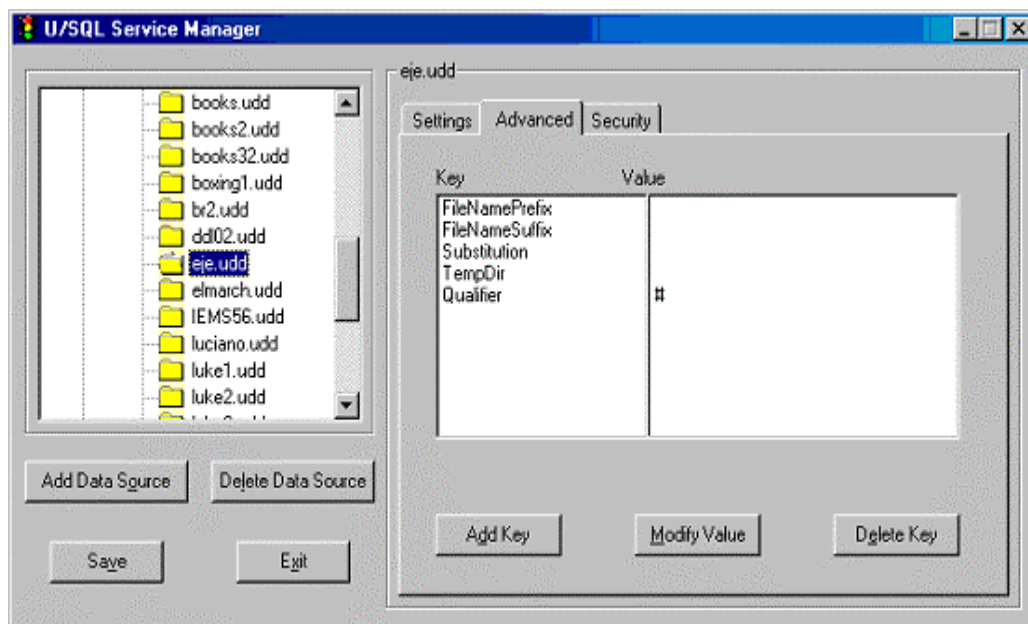 U/SQL Service Manager
books.udd
books2.udd
books32.udd
boxing1.udd
br2.udd
ddl02.udd
eje.udd
elmarch.udd
IEMS56.udd
luciano.udd
luke1.udd
luke2.udd
Add Data Source
Delete Data Source
Save
Exit
eje.udd
Settings Advanced Security
Key Value
FileNamePrefix
FileNameSuffix
Substitution
TempDir
Qualifier #
Add Key
Modify Value
Delete Key